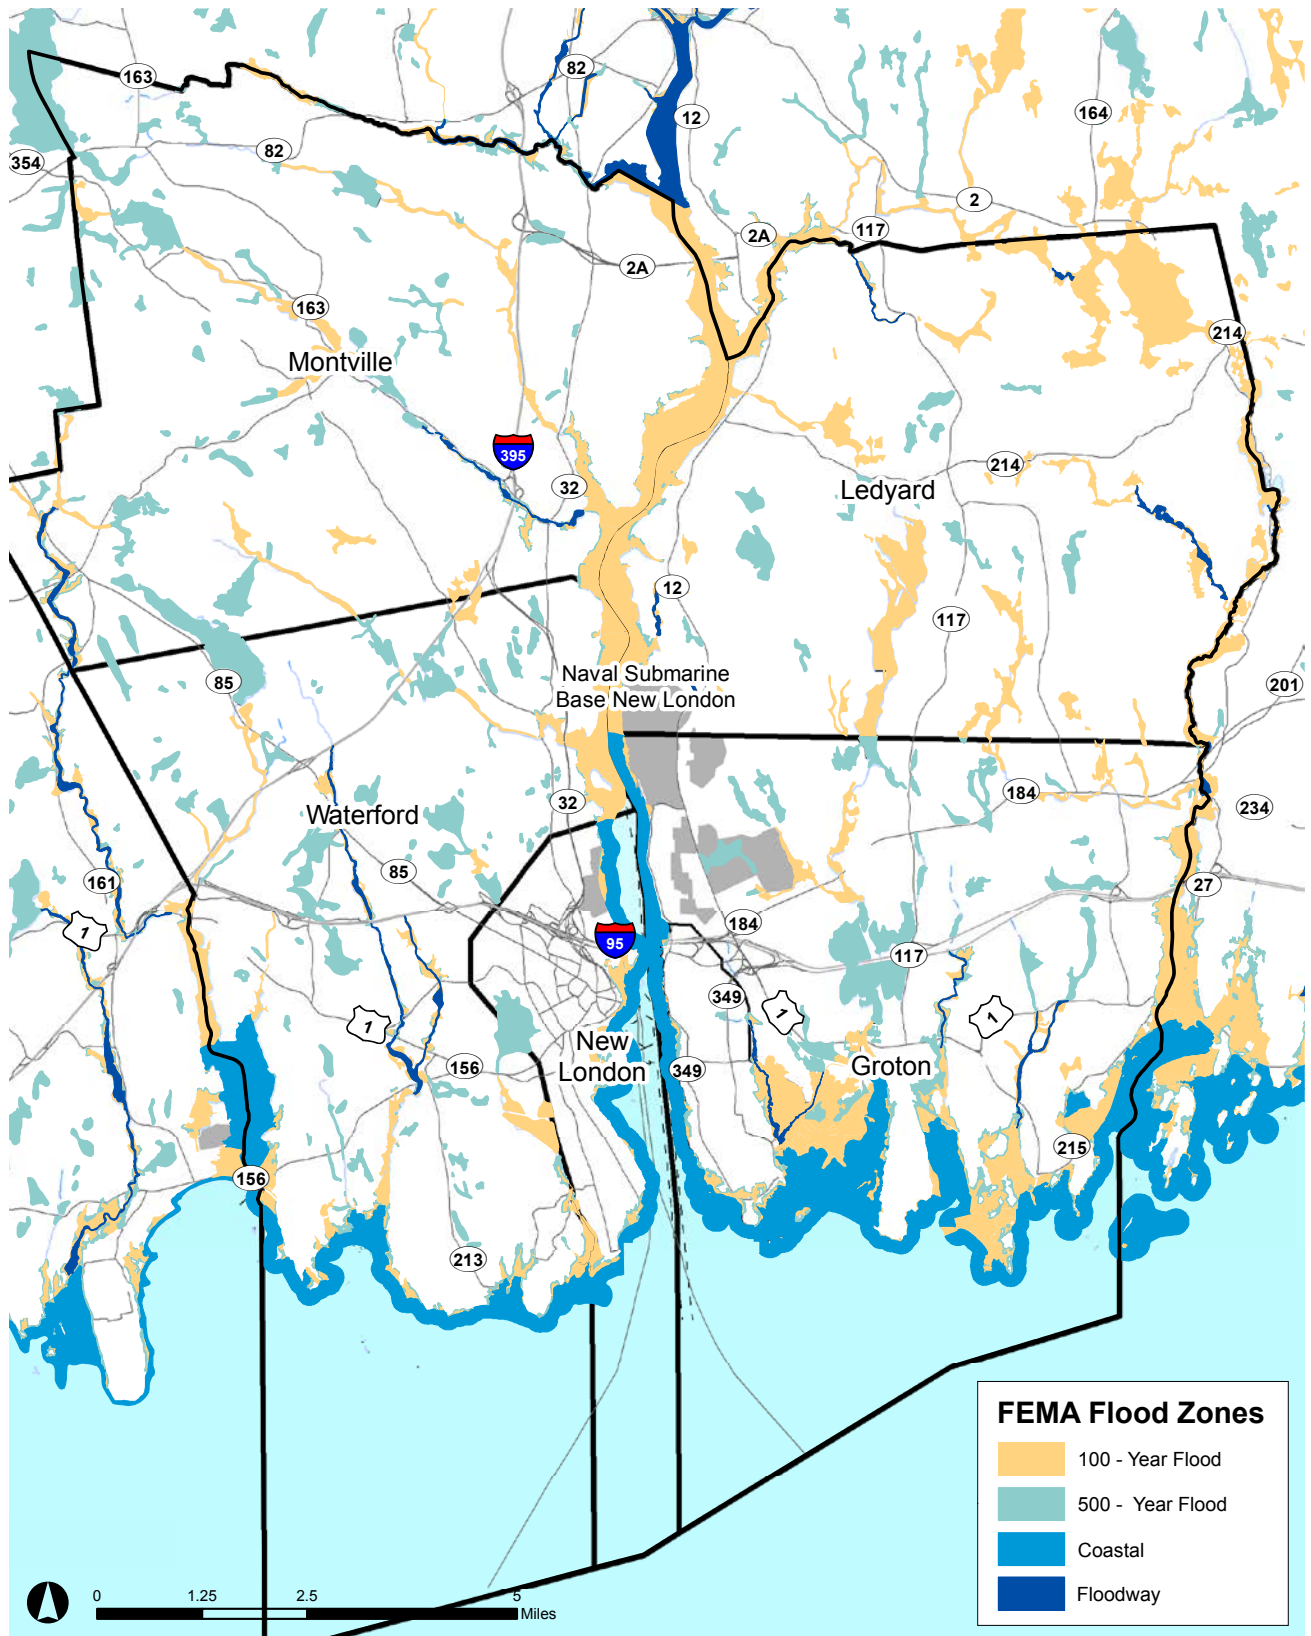 163
82
12
164
354
82
2
2A
117
2A
163
214
Montville
395
32
214
Ledyard
12
117
Naval Submarine
Base New London
85
201
32
184
234
Waterford
85
161
27
1
184
95
117
349
1
1
1
New
London
156
349
Groton
215
156
213
FEMA Flood Zones
100 - Year Flood
500 - Year Flood
Coastal
Floodway
0 1.25 2.5 5
Miles